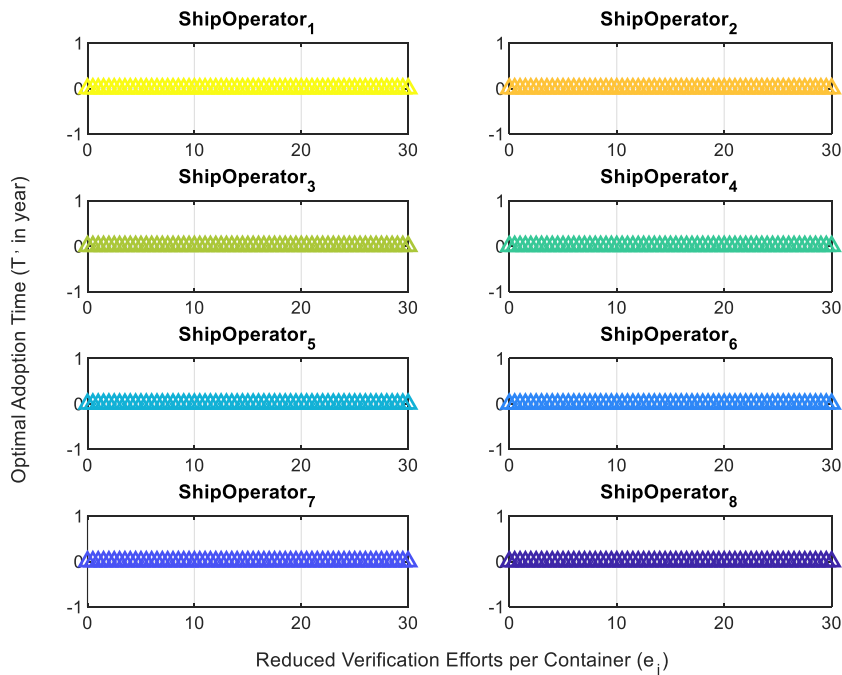 ShipOperator1 ShipOperator2
1 1
0 0
-1 -1
0 10 20 30 0 10 20 30
ShipOperator3 ShipOperator4
1 1
0 0
-1 -1
0 10 20 30 0 10 20 30
ShipOperator5 ShipOperator6
1 1
0 0
-1 -1
0 10 20 30 0 10 20 30
ShipOperator7 ShipOperator8
1 1
0 0
-1 -1
0 10 20 30 0 10 20 30
Optimal Adoption Time (T, in year)
Reduced Verification Efforts per Container (ej)